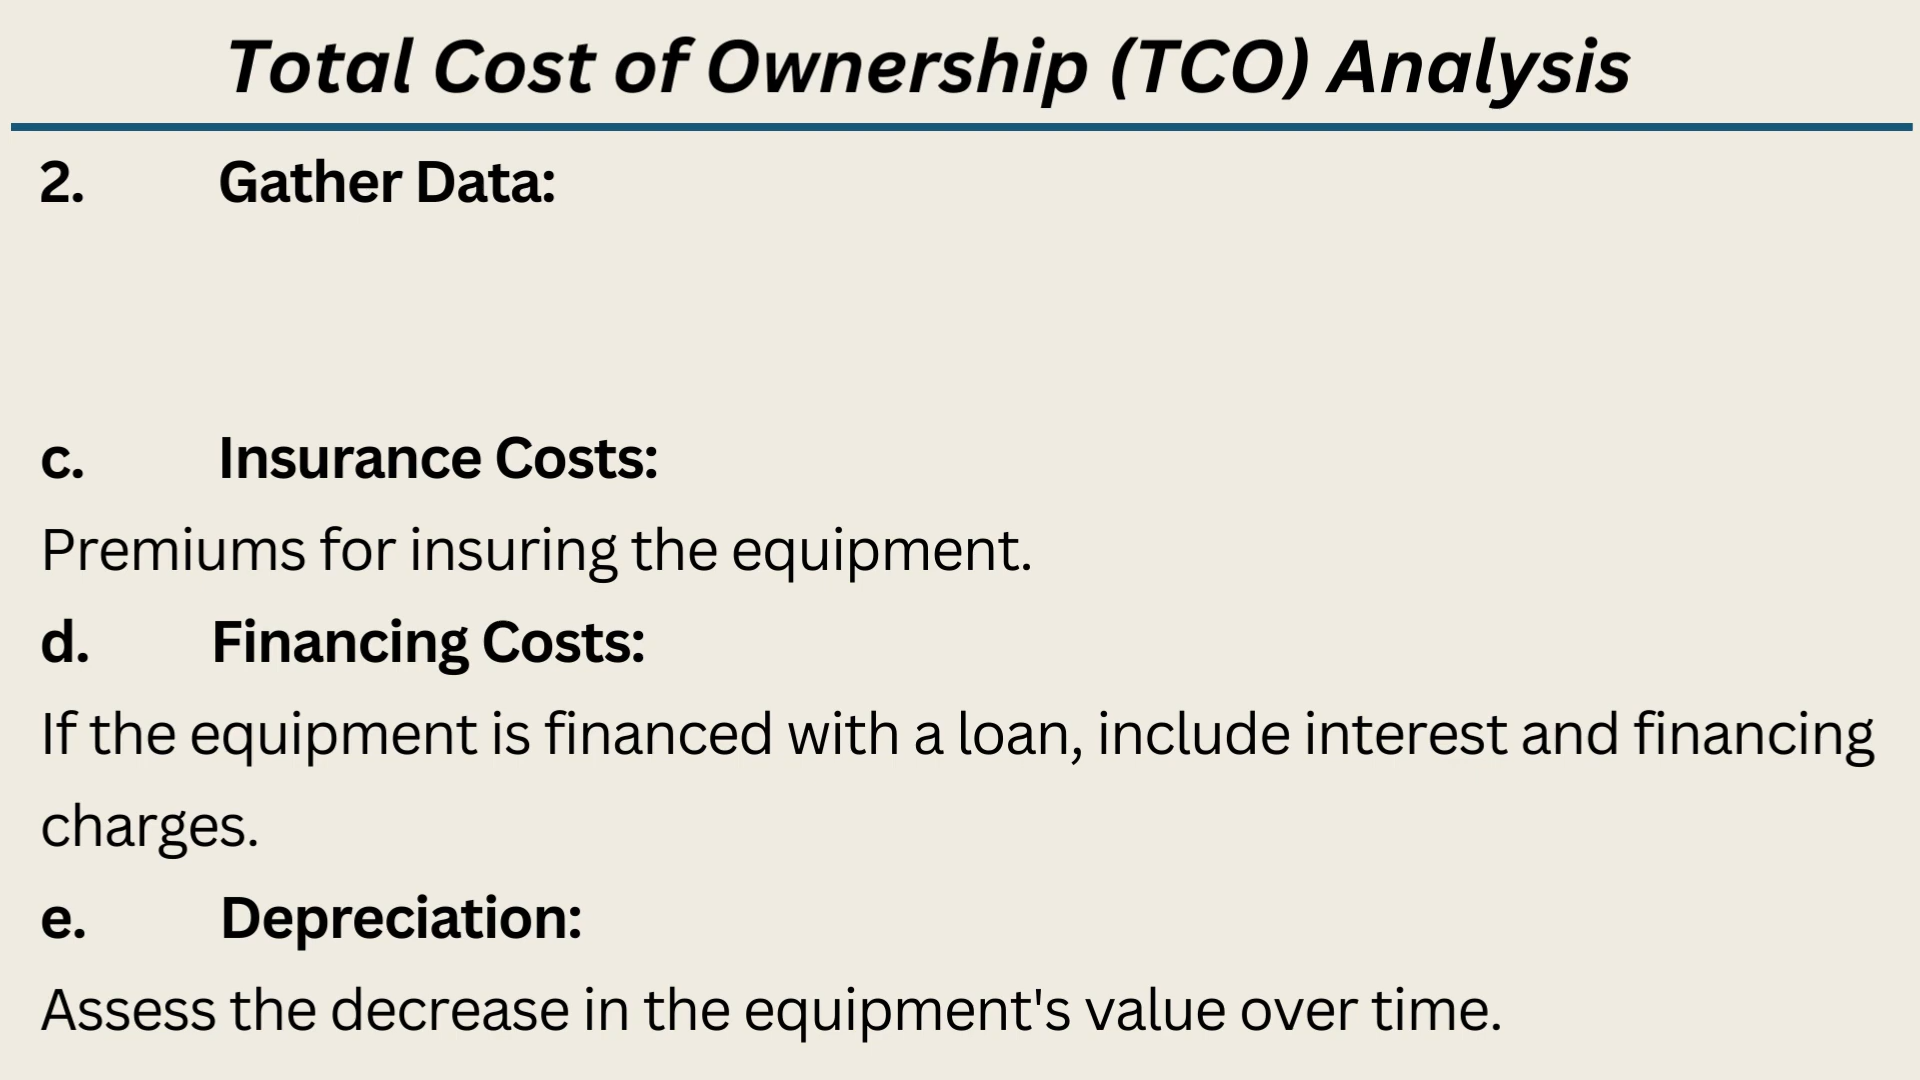 Total Cost of Ownership (TCO) Analysis
2. Gather Data:
c. Insurance Costs:
Premiums for insuring the equipment.
d. Financing Costs:
If the equipment is financed with a loan, include interest and financing
charges.
e. Depreciation:
Assess the decrease in the equipment's value over time.